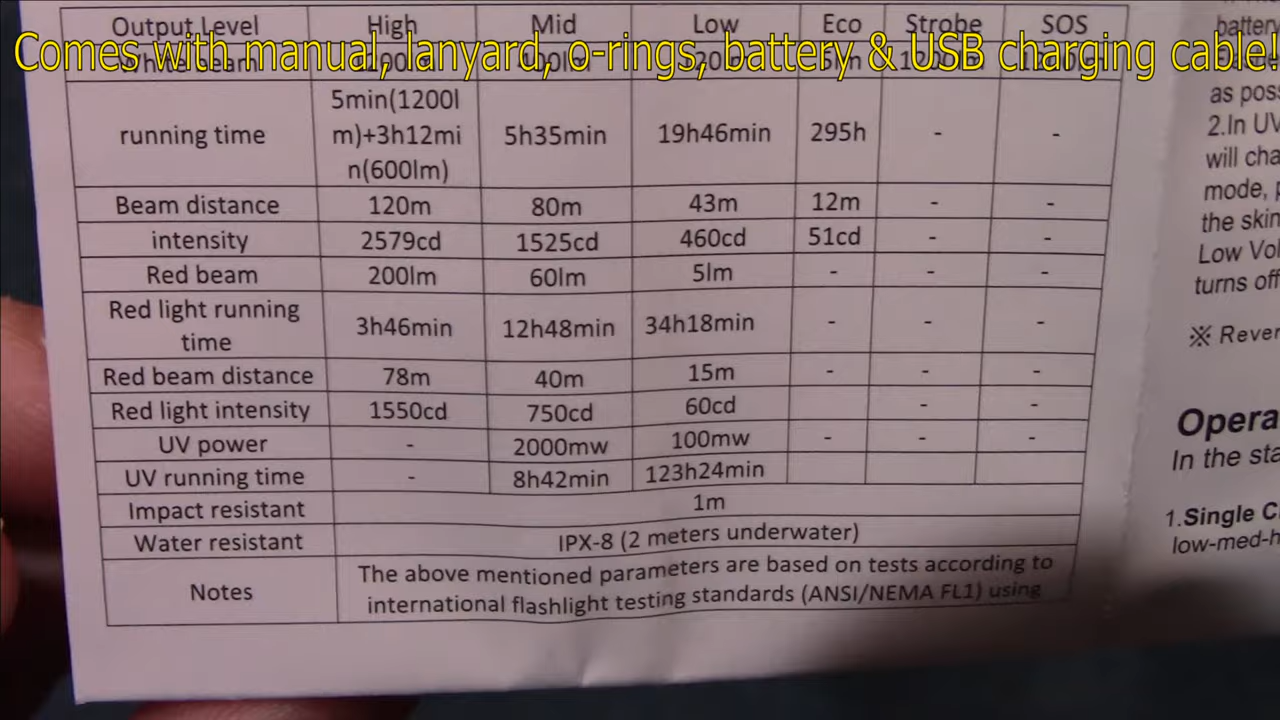 Output Level High Mid Low Eco Strobe SOS
Comes with manual, lanyard, o-rings, battery & USB charging cable!
White beam
running time 5min(1200l 5h35min 19h46min 295h - -
m)+3h12mi
n(600lm)
Beam distance 120m 80m 43m 12m - -
intensity 2579cd 1525cd 460cd 51cd - -
Red beam 200lm 60lm 5lm - - -
Red light running 3h46min 12h48min 34h18min - - -
time
Red beam distance 78m 40m 15m - - -
Red light intensity 1550cd 750cd 60cd - -
UV power - 2000mw 100mw - - -
UV running time - 8h42min 123h24min
Impact resistant 1m
Water resistant IPX-8 (2 meters underwater)
Notes The above mentioned parameters are based on tests according to
international flashlight testing standards (ANSI/NEMA FL1) using
batten
as poss
2.In UV
will cha
mode, p
the skin
Low Vol
turns off
※ Rever
Opera
In the sta
1.Single C
low-med-h